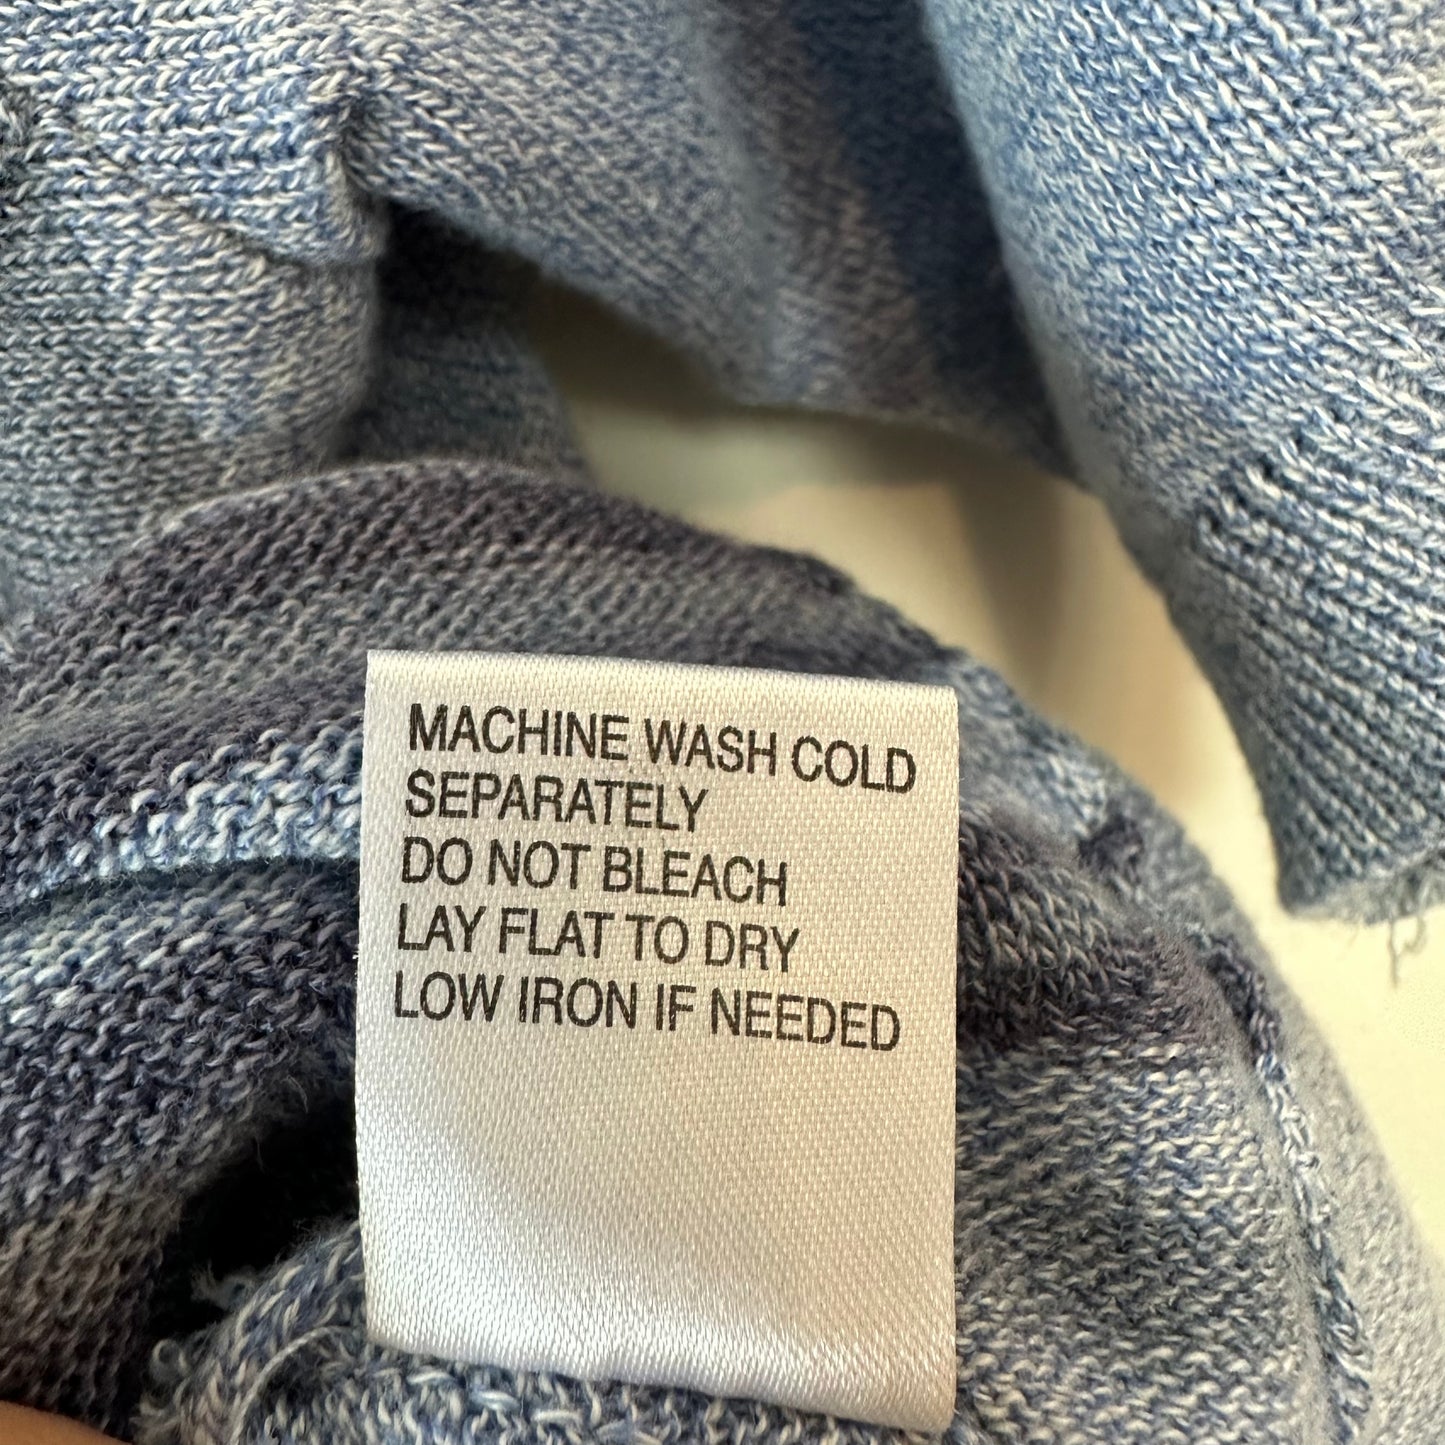 MACHINE WASH COLD
SEPARATELY
DO NOT BLEACH
LAY FLAT TO DRY
LOW IRON IF NEEDED